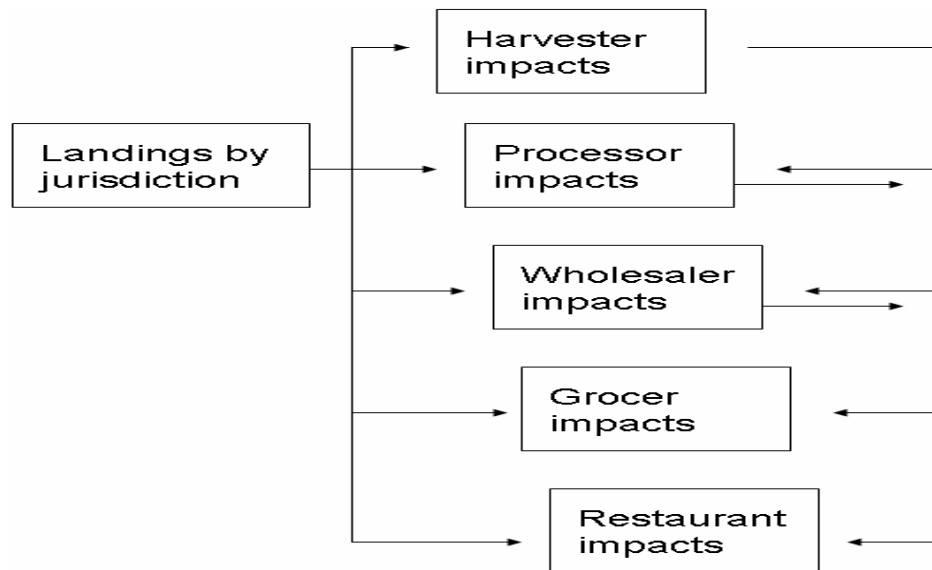 Harvester
impacts
Landings by
jurisdiction
Processor
impacts
Wholesaler
impacts
Grocer
impacts
Restaurant
impacts